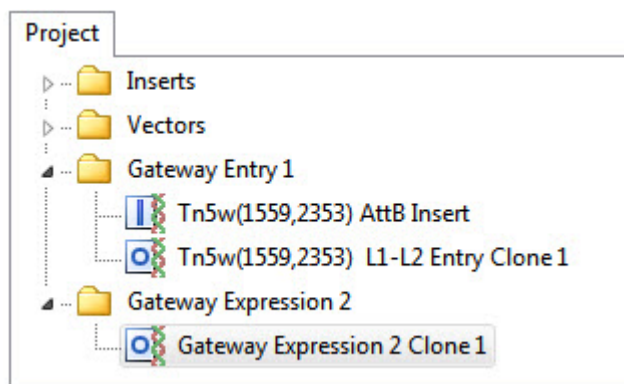 Project
Inserts
Vectors
Gateway Entry 1
Tn5w(1559,2353) AttB Insert
Tn5w(1559,2353) L1-L2 Entry Clone 1
Gateway Expression 2
Gateway Expression 2 Clone 1